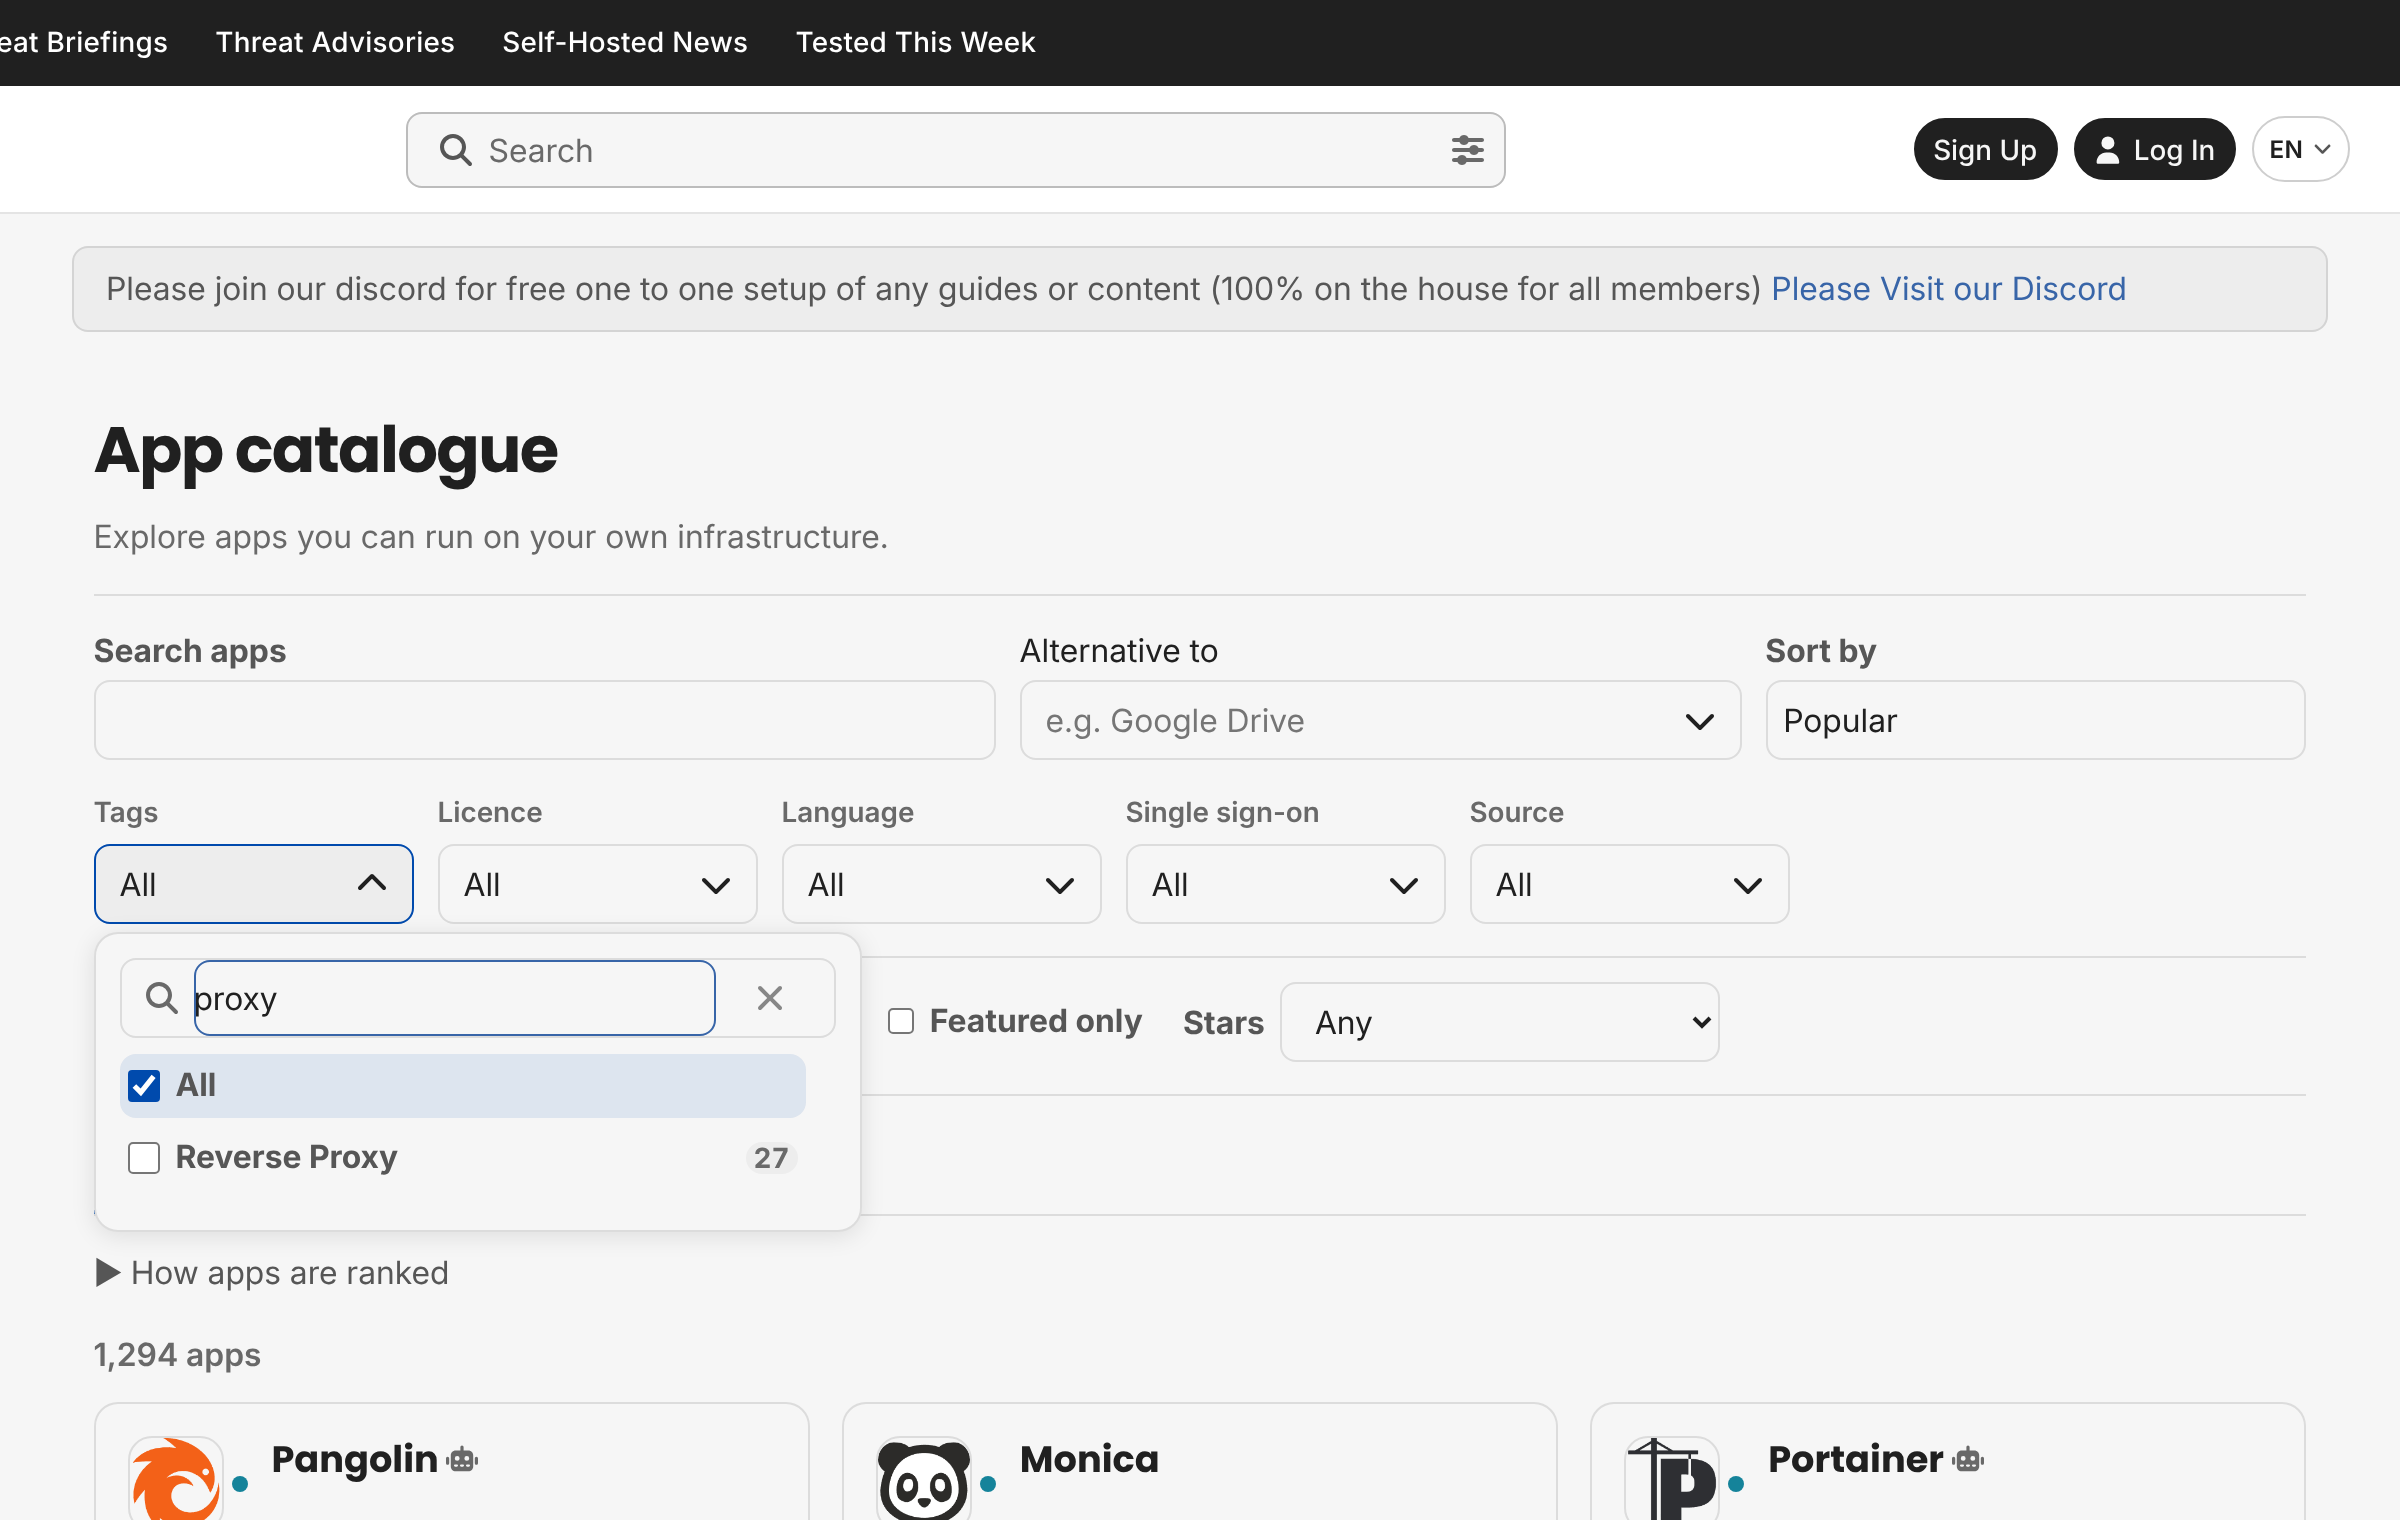 eat Briefings Threat Advisories Self-Hosted News Tested This Week
Search
Sign Up Log In EN
Please join our discord for free one to one setup of any guides or content (100% on the house for all members) Please Visit our Discord
App catalogue
Explore apps you can run on your own infrastructure.
Search apps Alternative to Sort by
e.g. Google Drive Popular
Tags Licence Language Single sign-on Source
All All All All All
proxy
Featured only Stars Any
All
Reverse Proxy 27
How apps are ranked
1,294 apps
Pangolin Monica Portainer